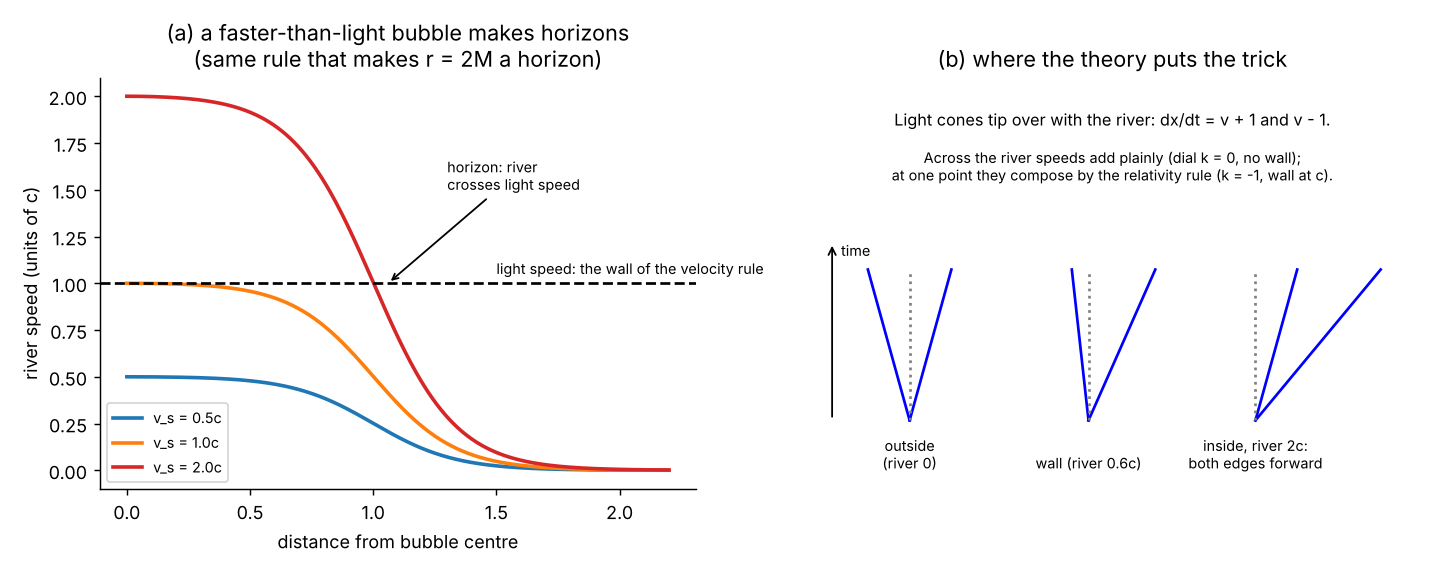 (a) a faster-than-light bubble makes horizons
(same rule that makes r = 2M a horizon)
river speed (units of c)
2.00
1.75
1.50
1.25
1.00
0.75
0.50
0.25
0.00
horizon: river
crosses light speed
light speed: the wall of the velocity rule
v_s = 0.5c
v_s = 1.0c
v_s = 2.0c
0.0
0.5
1.0
1.5
2.0
distance from bubble centre
(b) where the theory puts the trick
Light cones tip over with the river: dx/dt = v + 1 and v - 1.
Across the river speeds add plainly (dial k = 0, no wall);
at one point they compose by the relativity rule (k = -1, wall at c).
time
outside
(river 0)
wall (river 0.6c)
inside, river 2c:
both edges forward